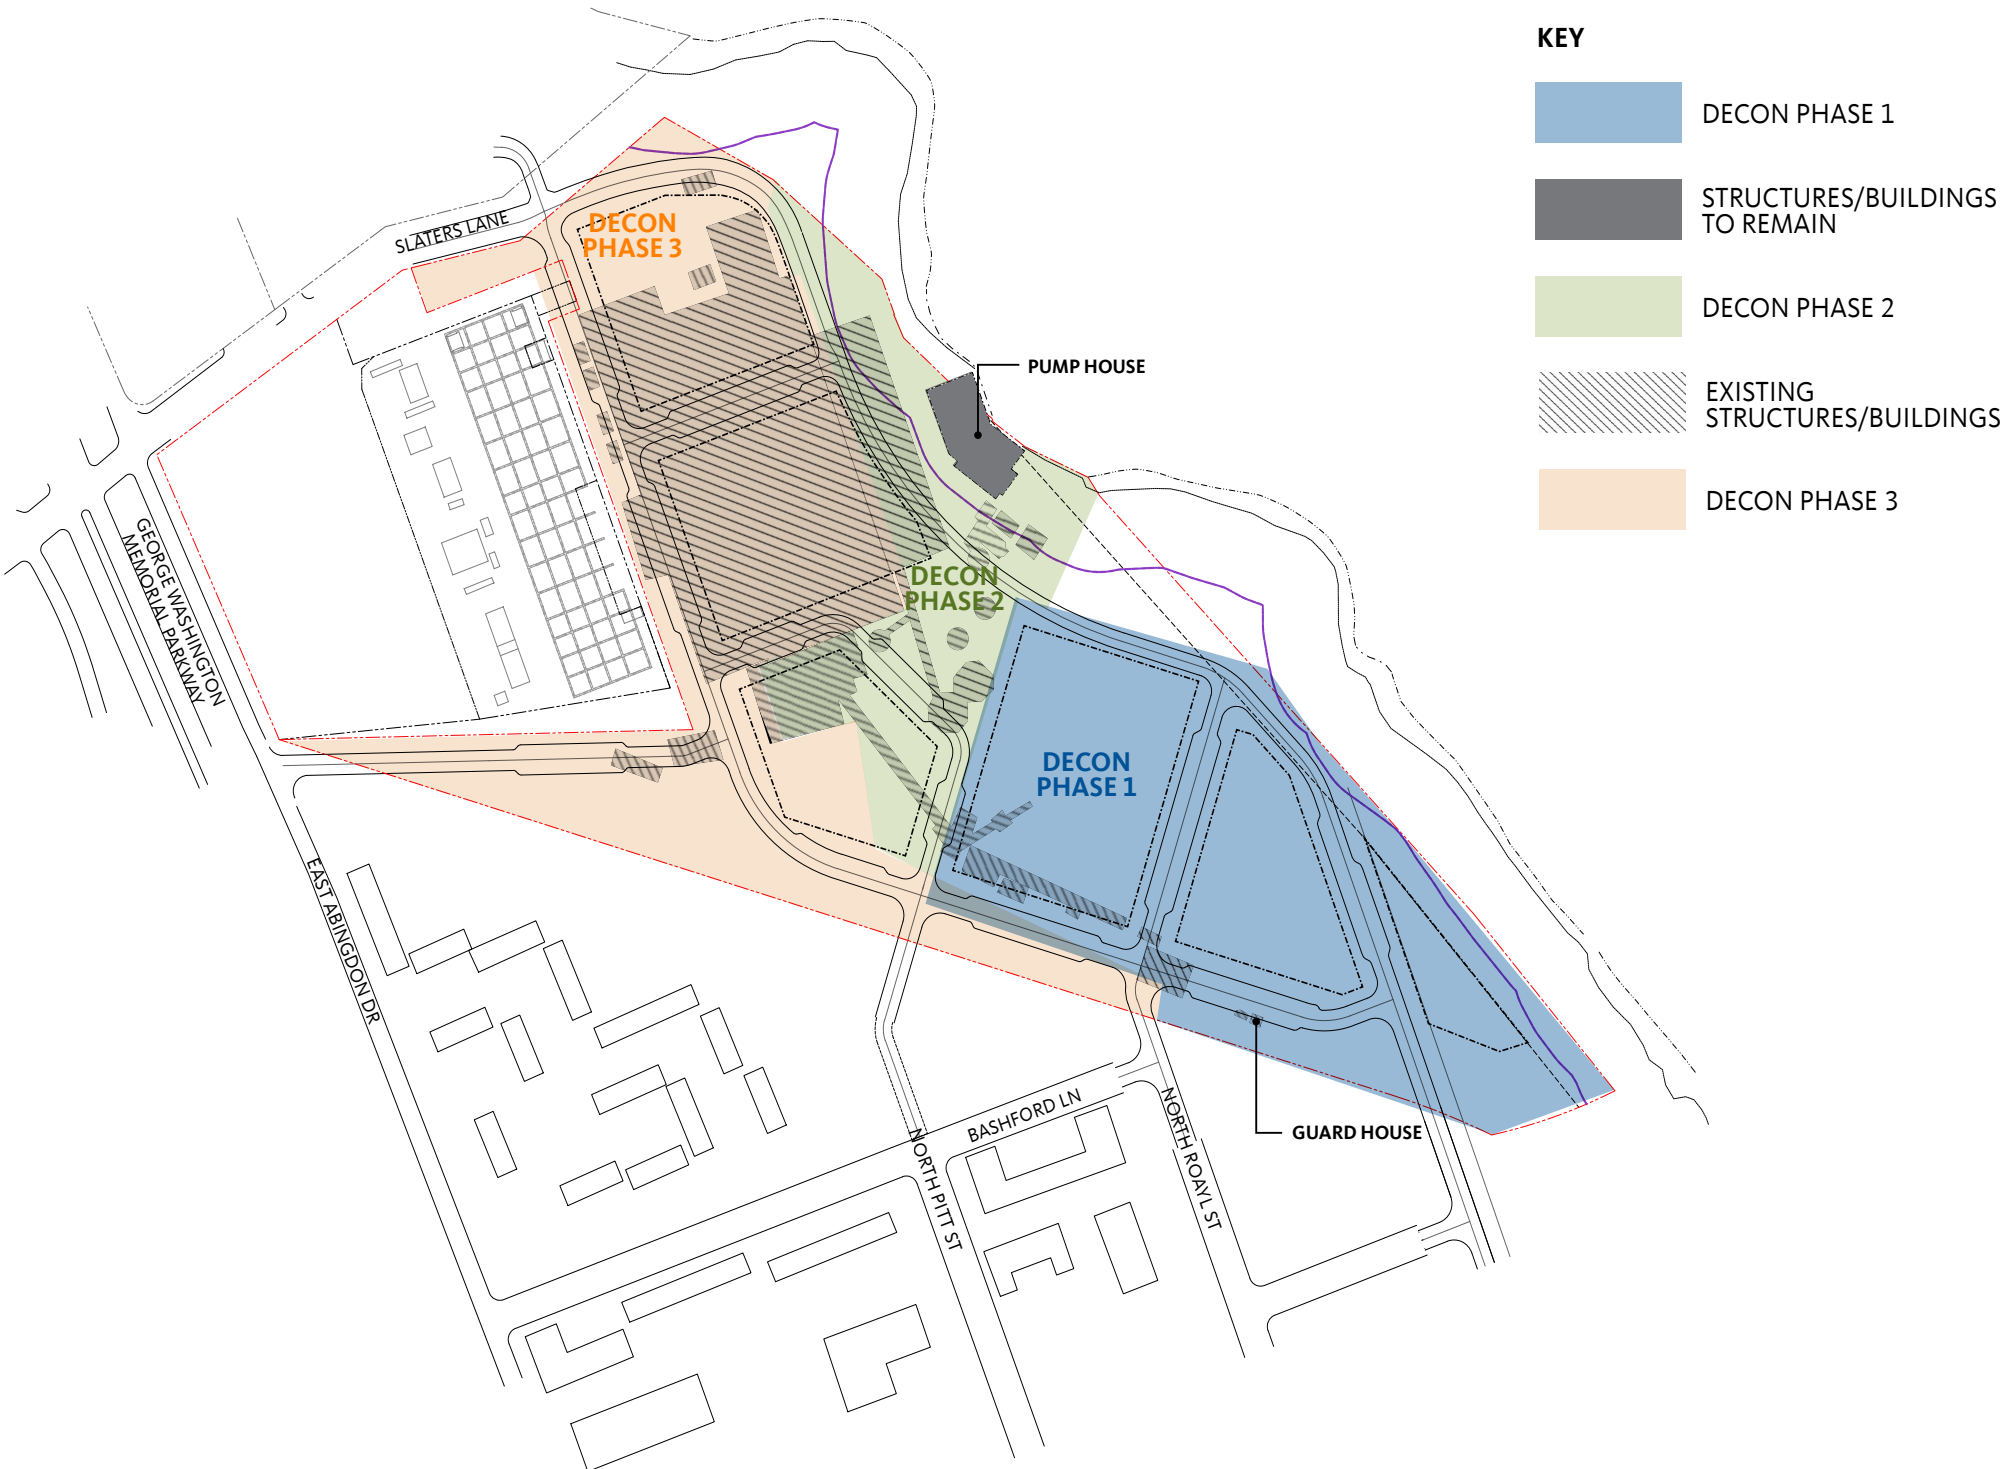 KEY
DECON PHASE 1
STRUCTURES/BUILDINGS
TO REMAIN
DECON PHASE 2
EXISTING
STRUCTURES/BUILDINGS
DECON PHASE 3
SLATERS LANE
DECON
PHASE 3
PUMP HOUSE
GEORGE WASHINGTON
MEMORIAL PARKWAY
DECON
PHASE 2
DECON
PHASE 1
EAST ABINGDON DR
BASHFORD LN
GUARD HOUSE
NORTH PITT ST
NORTH ROAYL ST